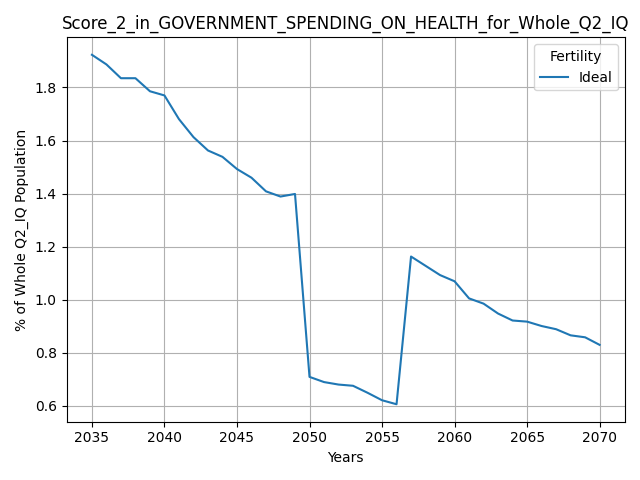 Score_2_in_GOVERNMENT_SPENDING_ON_HEALTH_for_Whole_Q2_IQ
Fertility
Ideal
% of Whole Q2_IQ Population
1.8
1.6
1.4
1.2
1.0
0.8
0.6
2035 2040 2045 2050 2055 2060 2065 2070
Years